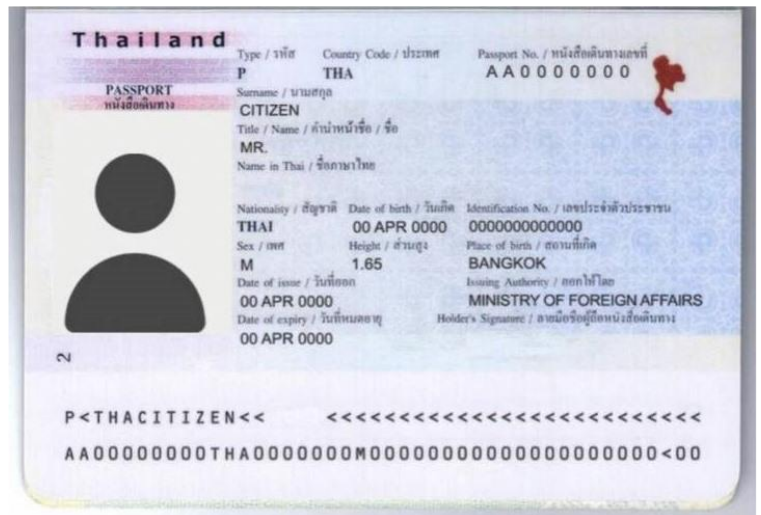 Thailand
Type / รหัส Country Code / ประเทศ Passport No. / หนังสือเดินทางเลขที่
P THA AA0000000
PASSPORT
หนังสือเดินทาง
Surname / นามสกุล
CITIZEN
Title / Name / คำนำหน้าชื่อ / ชื่อ
MR.
Name in Thai / ชื่อภาษาไทย
Nationality / สัญชาติ Date of birth / วันเกิด Identification No. / เลขประจำตัวประชาชน
THAI 00 APR 0000 0000000000000
Sex / เพศ Height / ส่วนสูง Place of birth / สถานที่เกิด
M 1.65 BANGKOK
Date of issue / วันที่ออก Issuing Authority / ออกให้โดย
00 APR 0000 MINISTRY OF FOREIGN AFFAIRS
Date of expiry / วันที่หมดอายุ Holder's Signature / ลายมือชื่อผู้ถือหนังสือเดินทาง
00 APR 0000
2
P<THACITIZEN<< <<<<<<<<<<<<<<<<<<<<<<<<<<
AA00000000THA0000000M00000000000000000000000<00